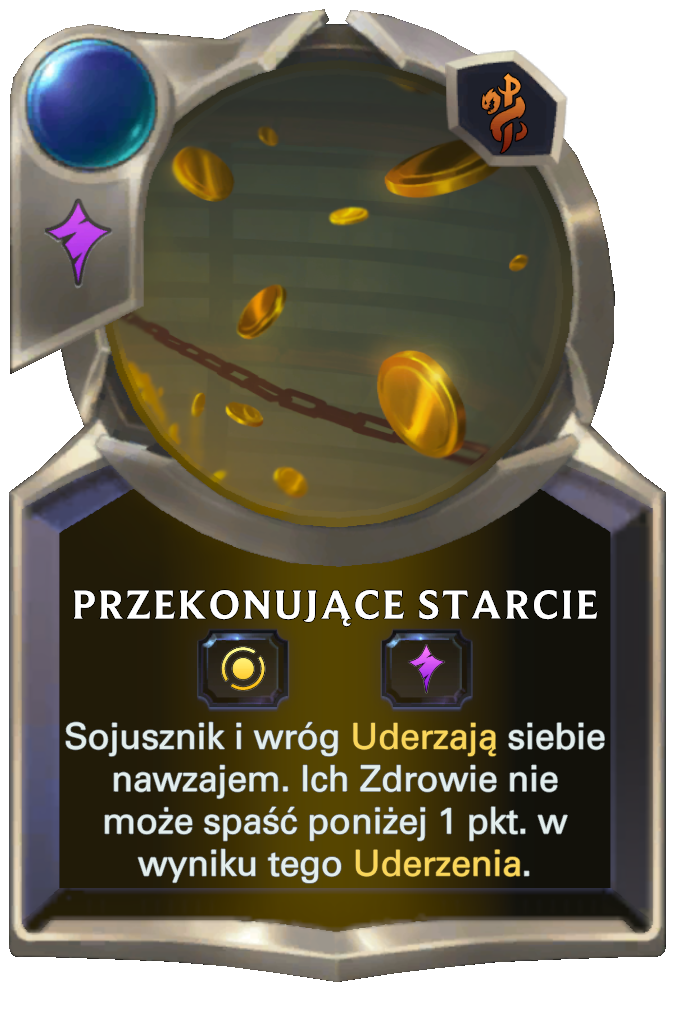 PRZEKONUJĄCE STARCIE
Sojusznik i wróg Uderzają siebie
nawzajem. Ich Zdrowie nie
może spaść poniżej 1 pkt. w
wyniku tego Uderzenia.